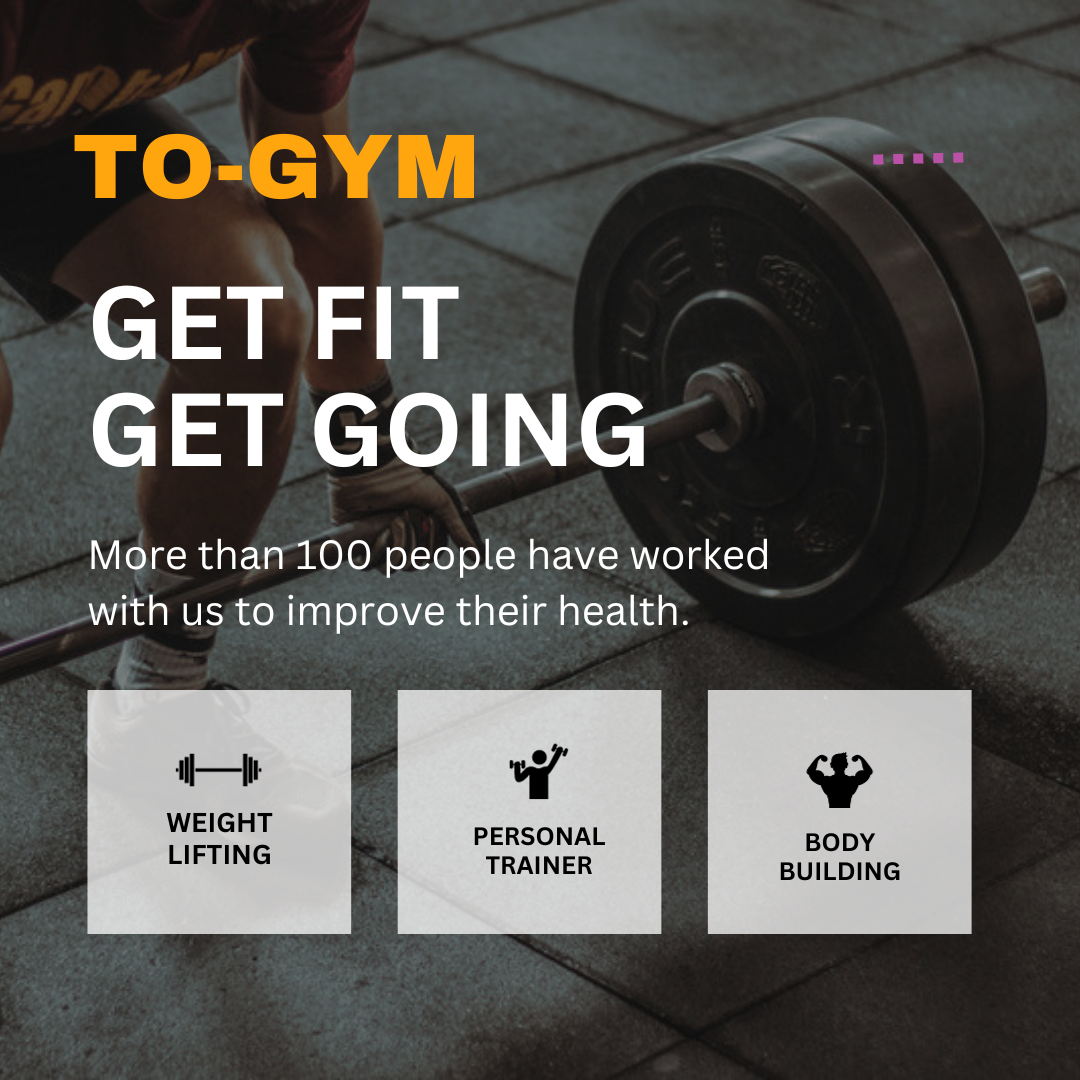 TO-GYM
GET FIT
GET GOING
More than 100 people have worked
with us to improve their health.
WEIGHT
LIFTING
PERSONAL
TRAINER
BODY
BUILDING